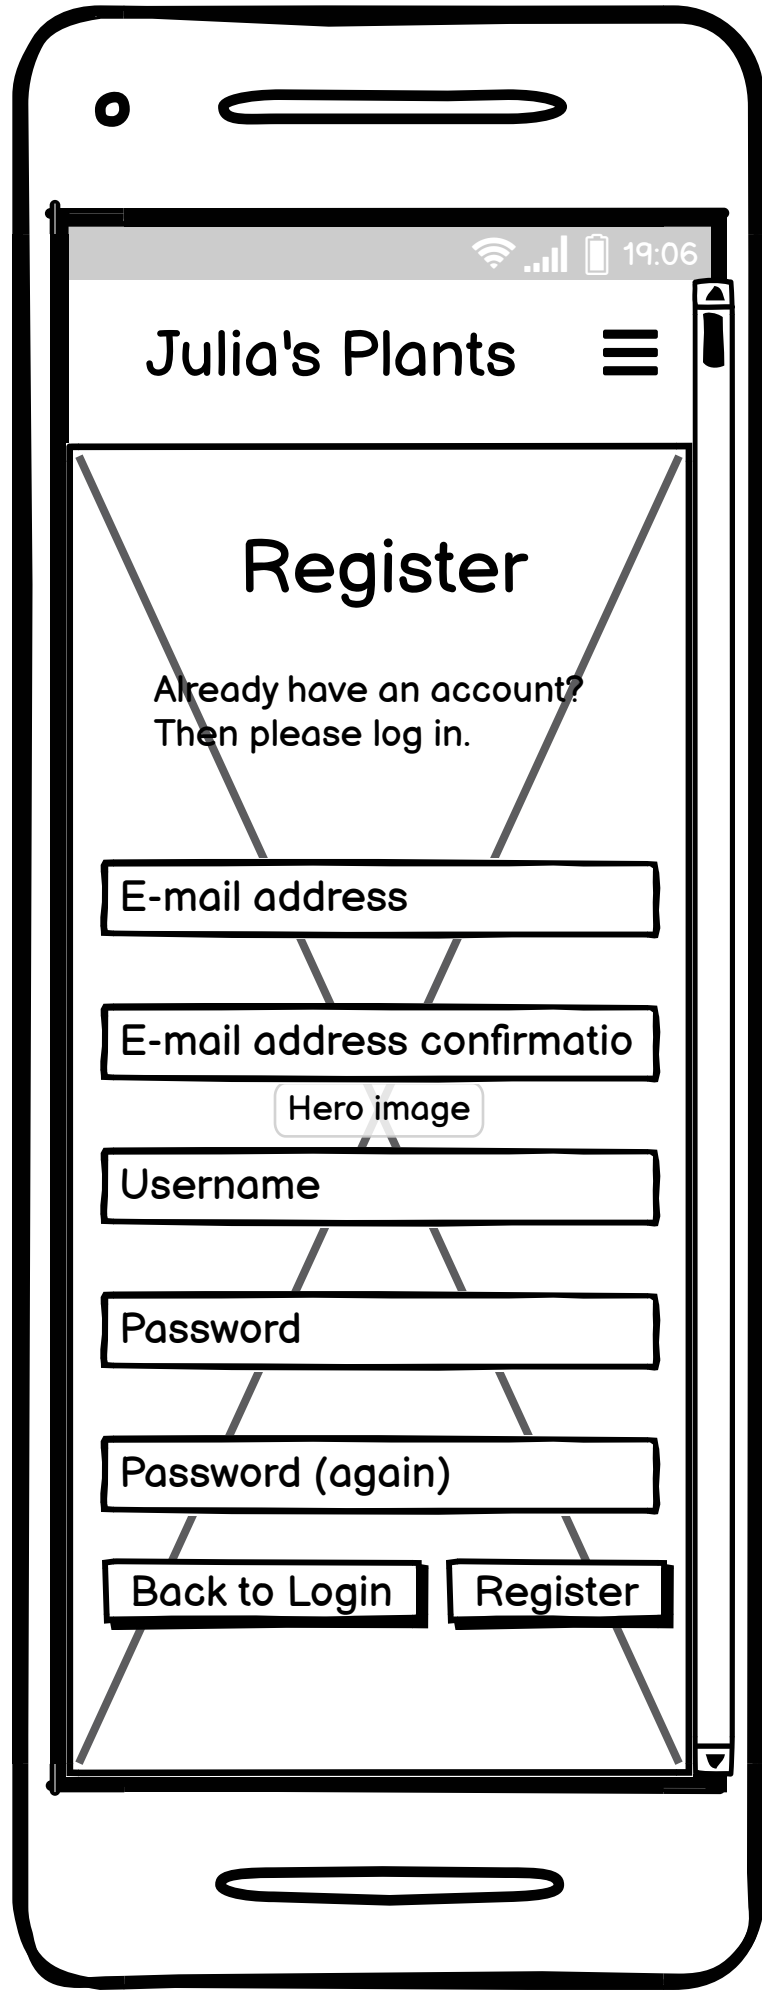 19:06
Julia's Plants
Register
Already have an account?
Then please log in.
E-mail address
E-mail address confirmatio
Hero image
Username
Password
Password (again)
Back to Login
Register